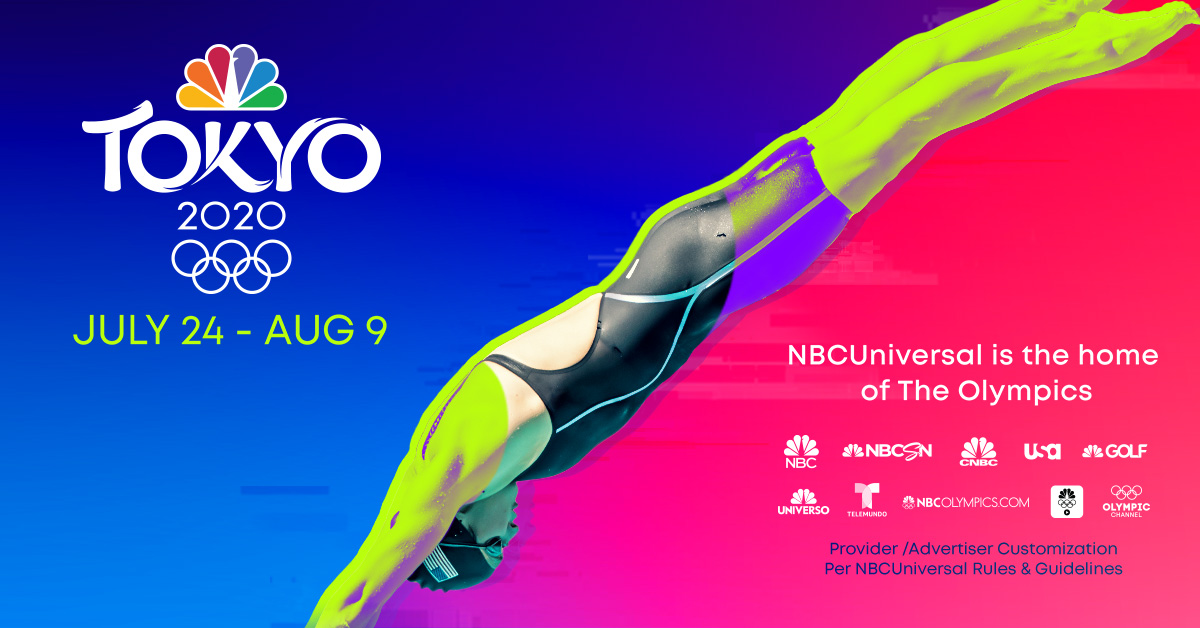 TOKYO
2020
JULY 24 - AUG 9
NBCUniversal is the home
of The Olympics
NBC NBCSN CNBC USA GOLF
UNIVERSO TELEMUNDO NBCOLYMPICS.COM OLYMPIC
CHANNEL
Provider /Advertiser Customization
Per NBCUniversal Rules & Guidelines